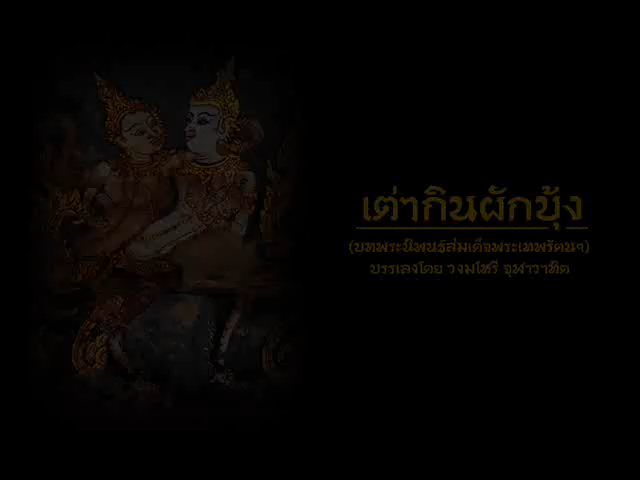 เต่ากินผักบุ้ง
(บทพระนิพนธ์สมเด็จพระเทพรัตนฯ)
บรรเลงโดย วงมโหรี จุฬาวาทิต